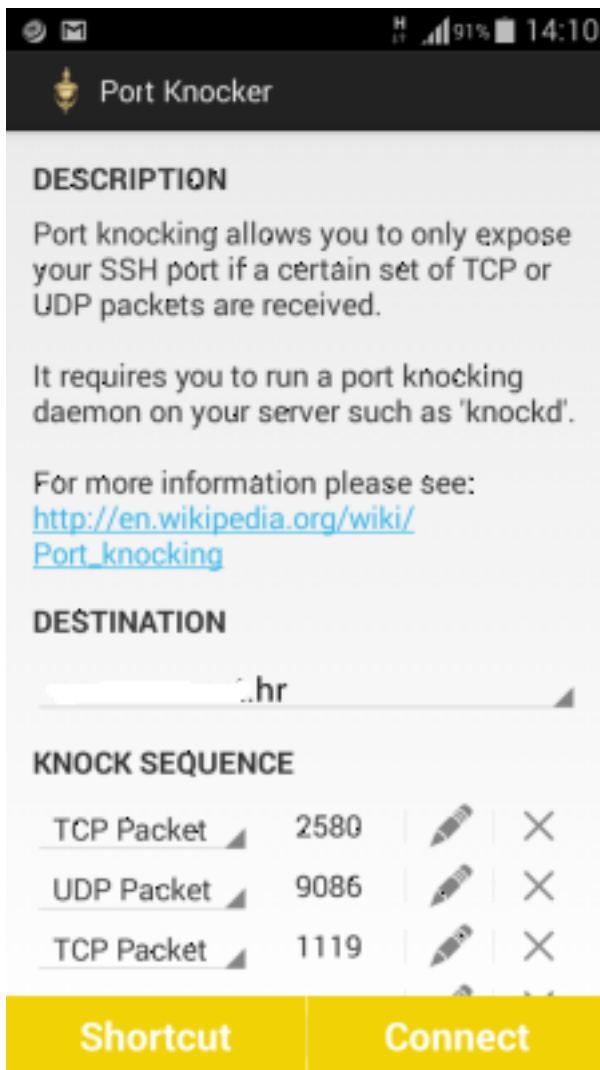 91% 14:10
Port Knocker
DESCRIPTION
Port knocking allows you to only expose
your SSH port if a certain set of TCP or
UDP packets are received.
It requires you to run a port knocking
daemon on your server such as 'knockd'.
For more information please see:
http://en.wikipedia.org/wiki/
Port_knocking
DESTINATION
.hr
KNOCK SEQUENCE
TCP Packet 2580
UDP Packet 9086
TCP Packet 1119
Shortcut Connect